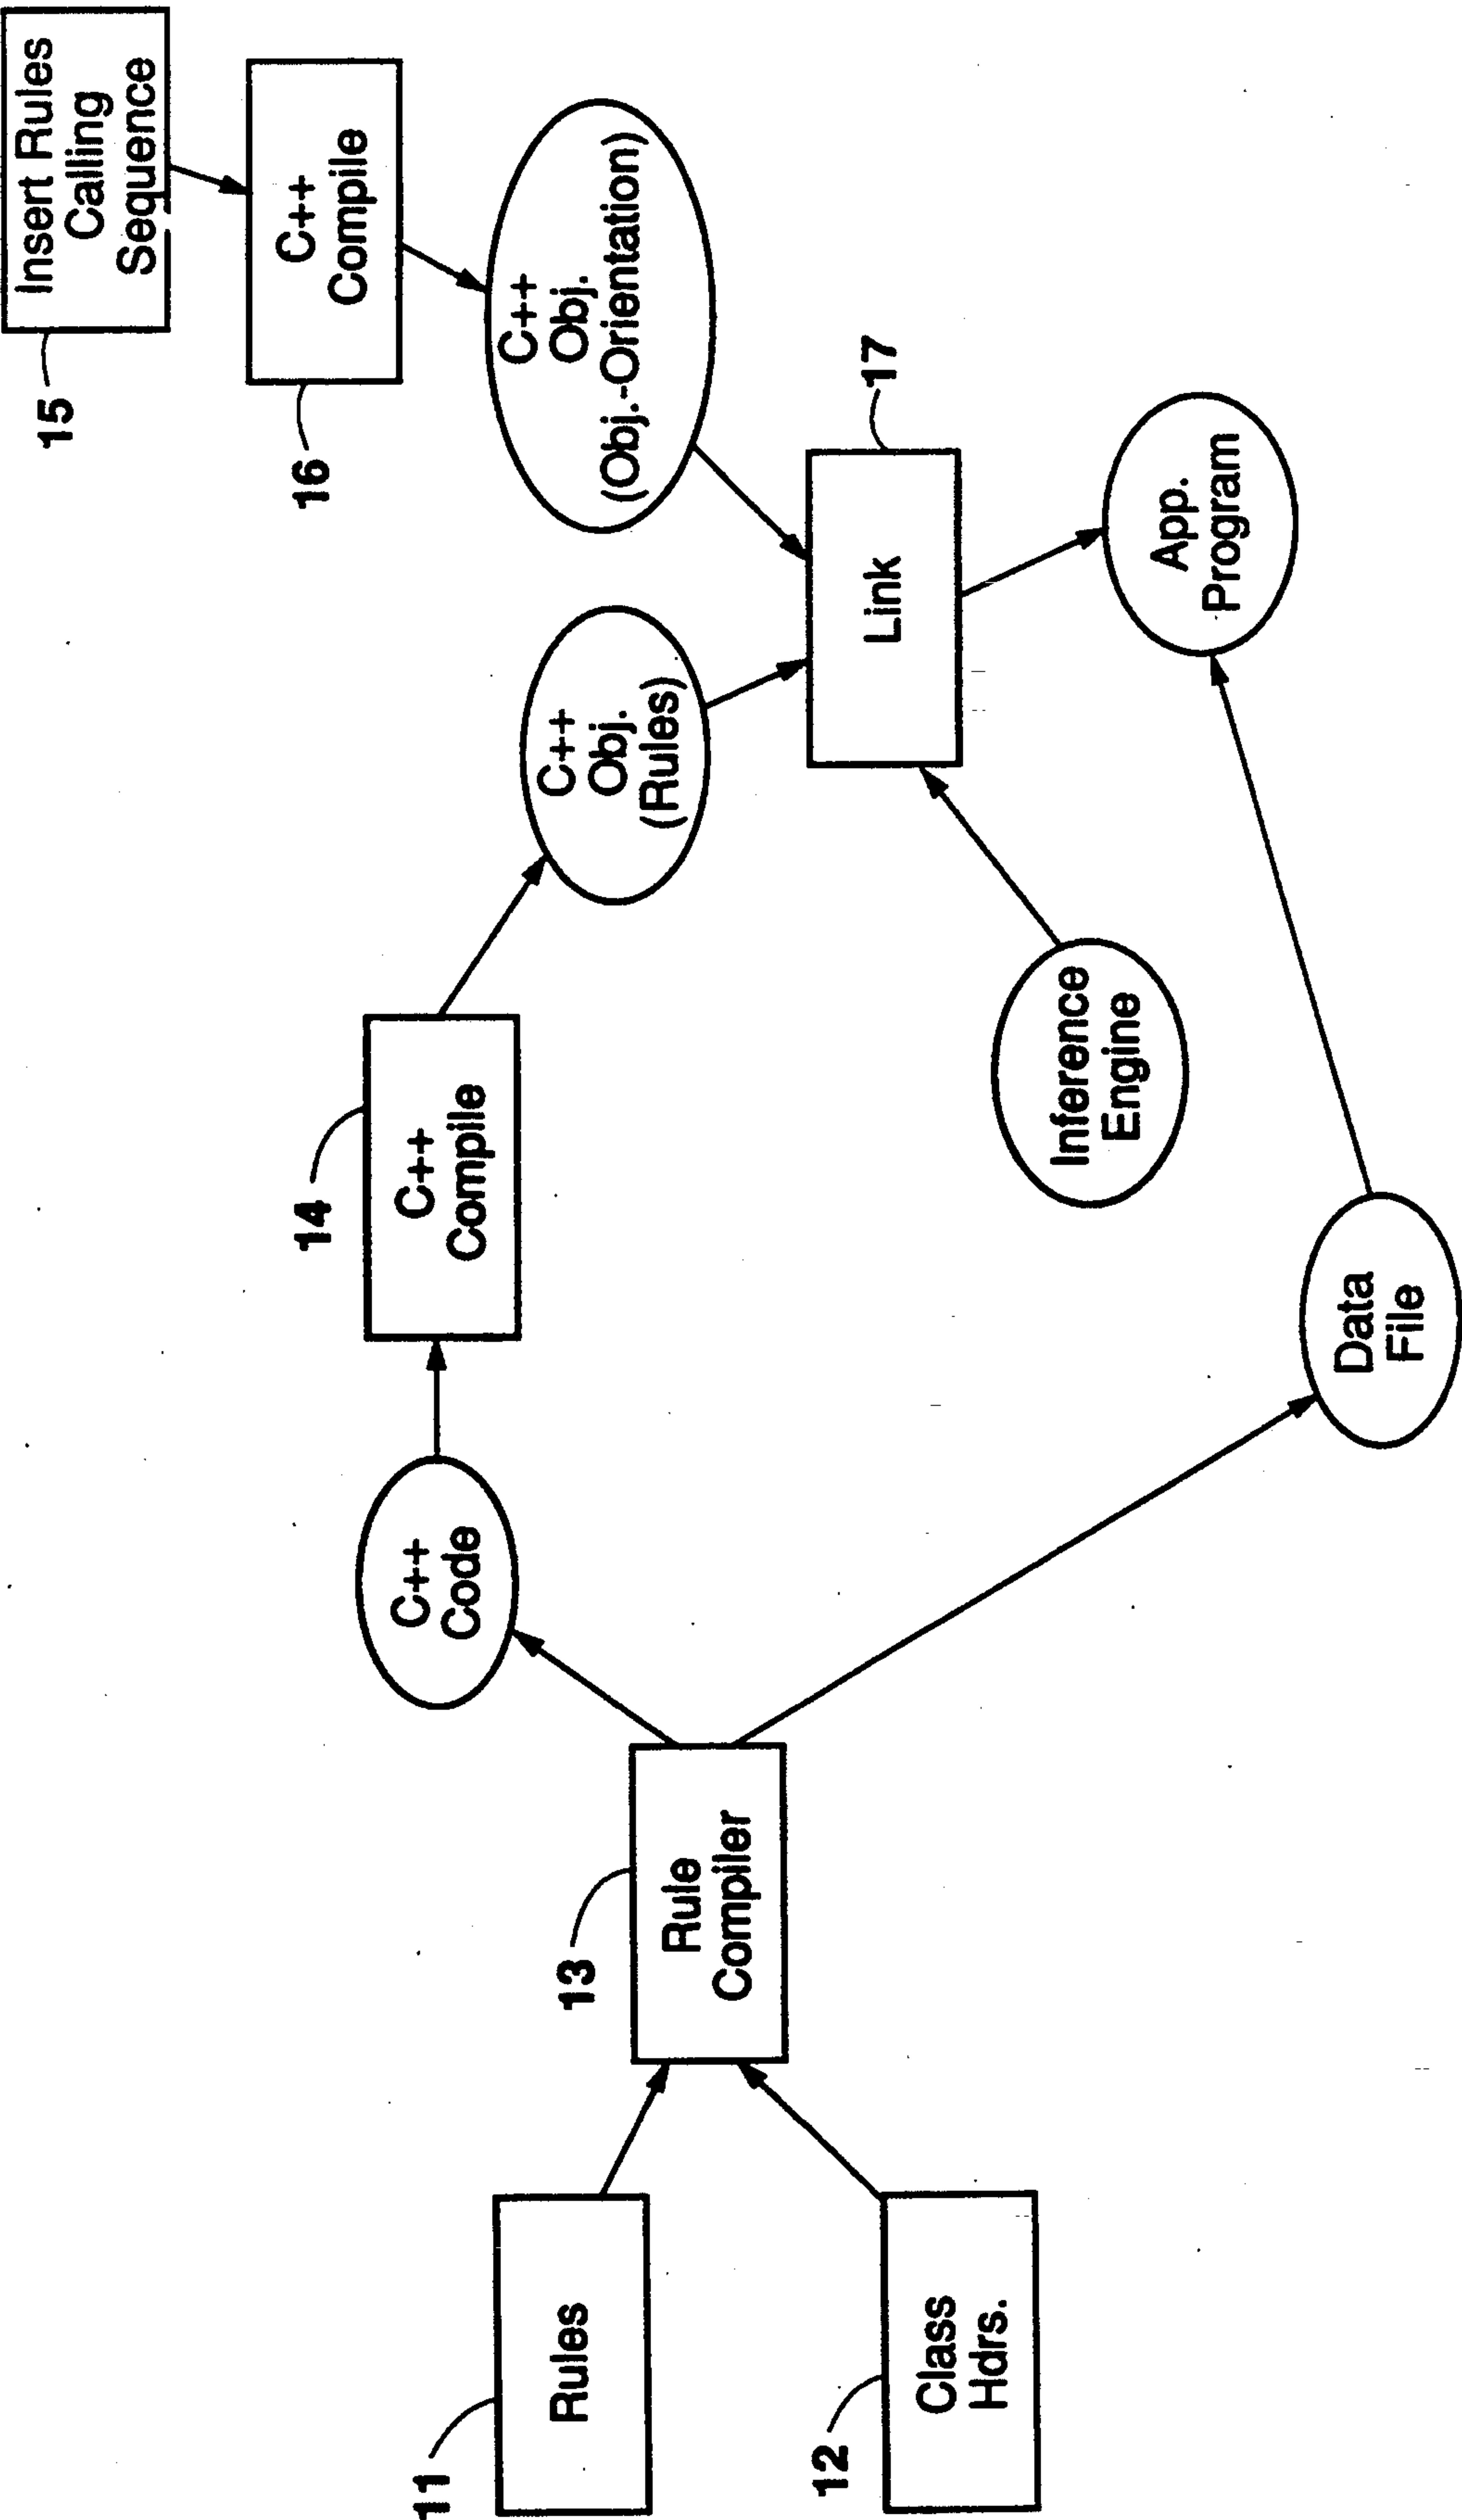 11
Rules
12
Class
Hdrs.
13
Rule
Compiler
C++
Code
14
C++
Compile
Data
File
Inference
Engine
C++
Obj.
(Rules)
15
Insert Rules
Calling
Sequence
16
C++
Compile
C++
Obj.
(Obj.-Orientation)
17
Link
App.
Program